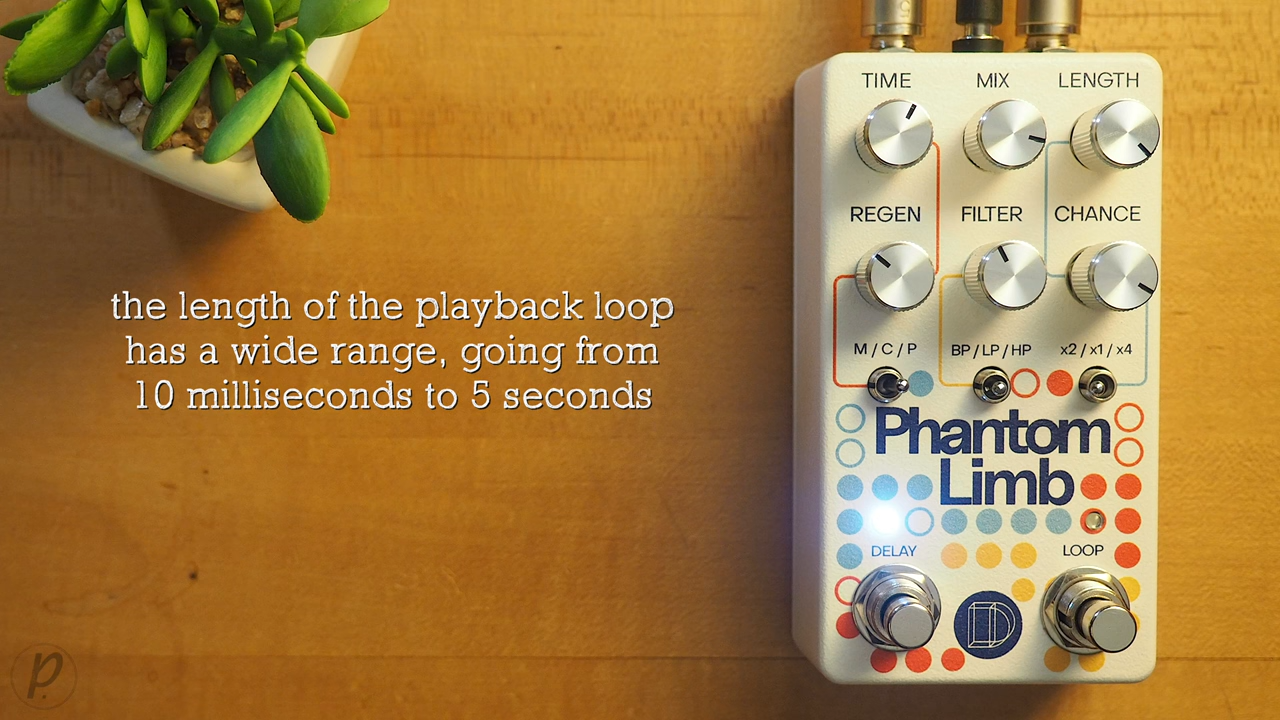 TIME MIX LENGTH
REGEN FILTER CHANCE
the length of the playback loop
has a wide range, going from
10 milliseconds to 5 seconds
M / C / P BP / LP / HP x2 / x1 / x4
Phantom
Limb
DELAY LOOP
p.